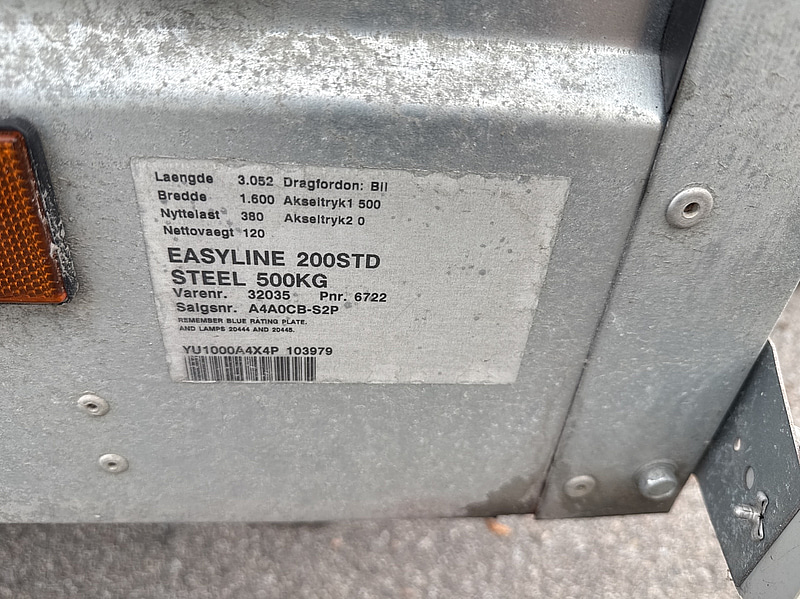 Laengde 3.052 Dragfordon: Bil
Bredde 1.600 Akseltryk1 500
Nyttelast 380 Akseltryk2 0
Nettovaegt 120
EASYLINE 200STD
STEEL 500KG
Varenr. 32035 Pnr. 6722
Salgsnr. A4A0CB-S2P
REMEMBER BLUE RATING PLATE.
AND LAMPS 20444 AND 20445.
YU1000A4X4P 103979